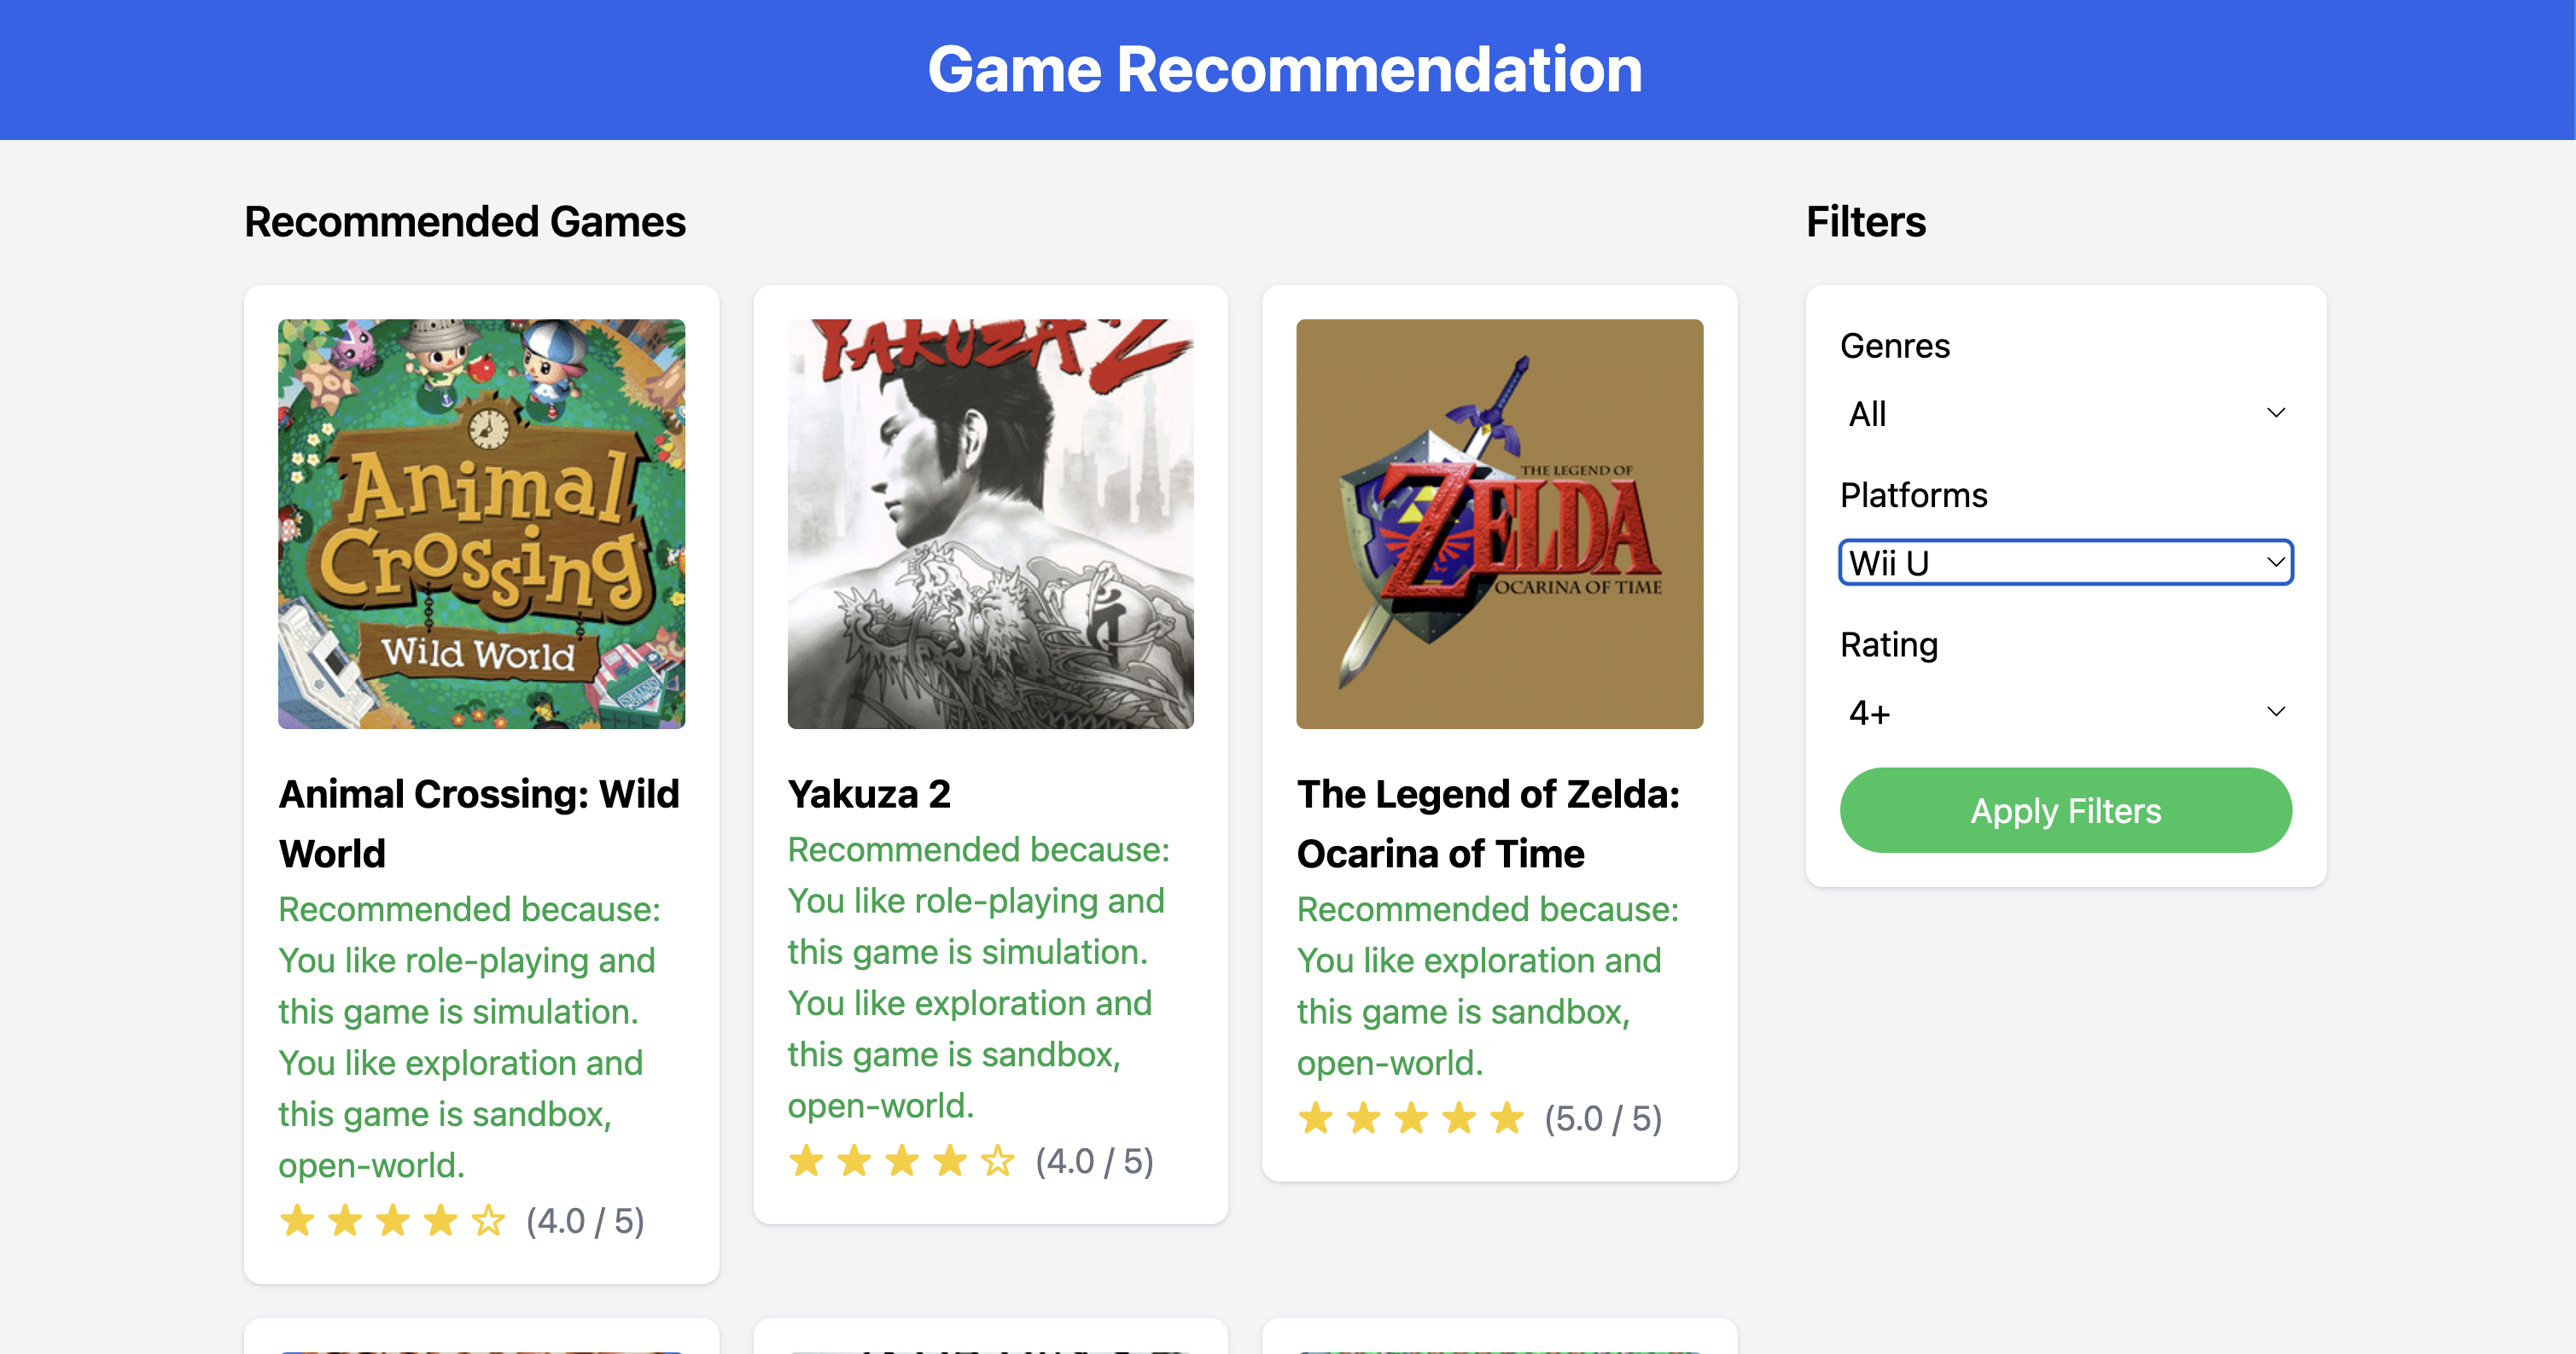 Game Recommendation
Recommended Games
Filters
Animal
Crossing
Wild World
Animal Crossing: Wild
World
Recommended because:
You like role-playing and
this game is simulation.
You like exploration and
this game is sandbox,
open-world.
(4.0 / 5)
YAKUZA 2
Yakuza 2
Recommended because:
You like role-playing and
this game is simulation.
You like exploration and
this game is sandbox,
open-world.
(4.0 / 5)
THE LEGEND OF
ZELDA
OCARINA OF TIME
The Legend of Zelda:
Ocarina of Time
Recommended because:
You like exploration and
this game is sandbox,
open-world.
(5.0 / 5)
Genres
All
Platforms
Wii U
Rating
4+
Apply Filters